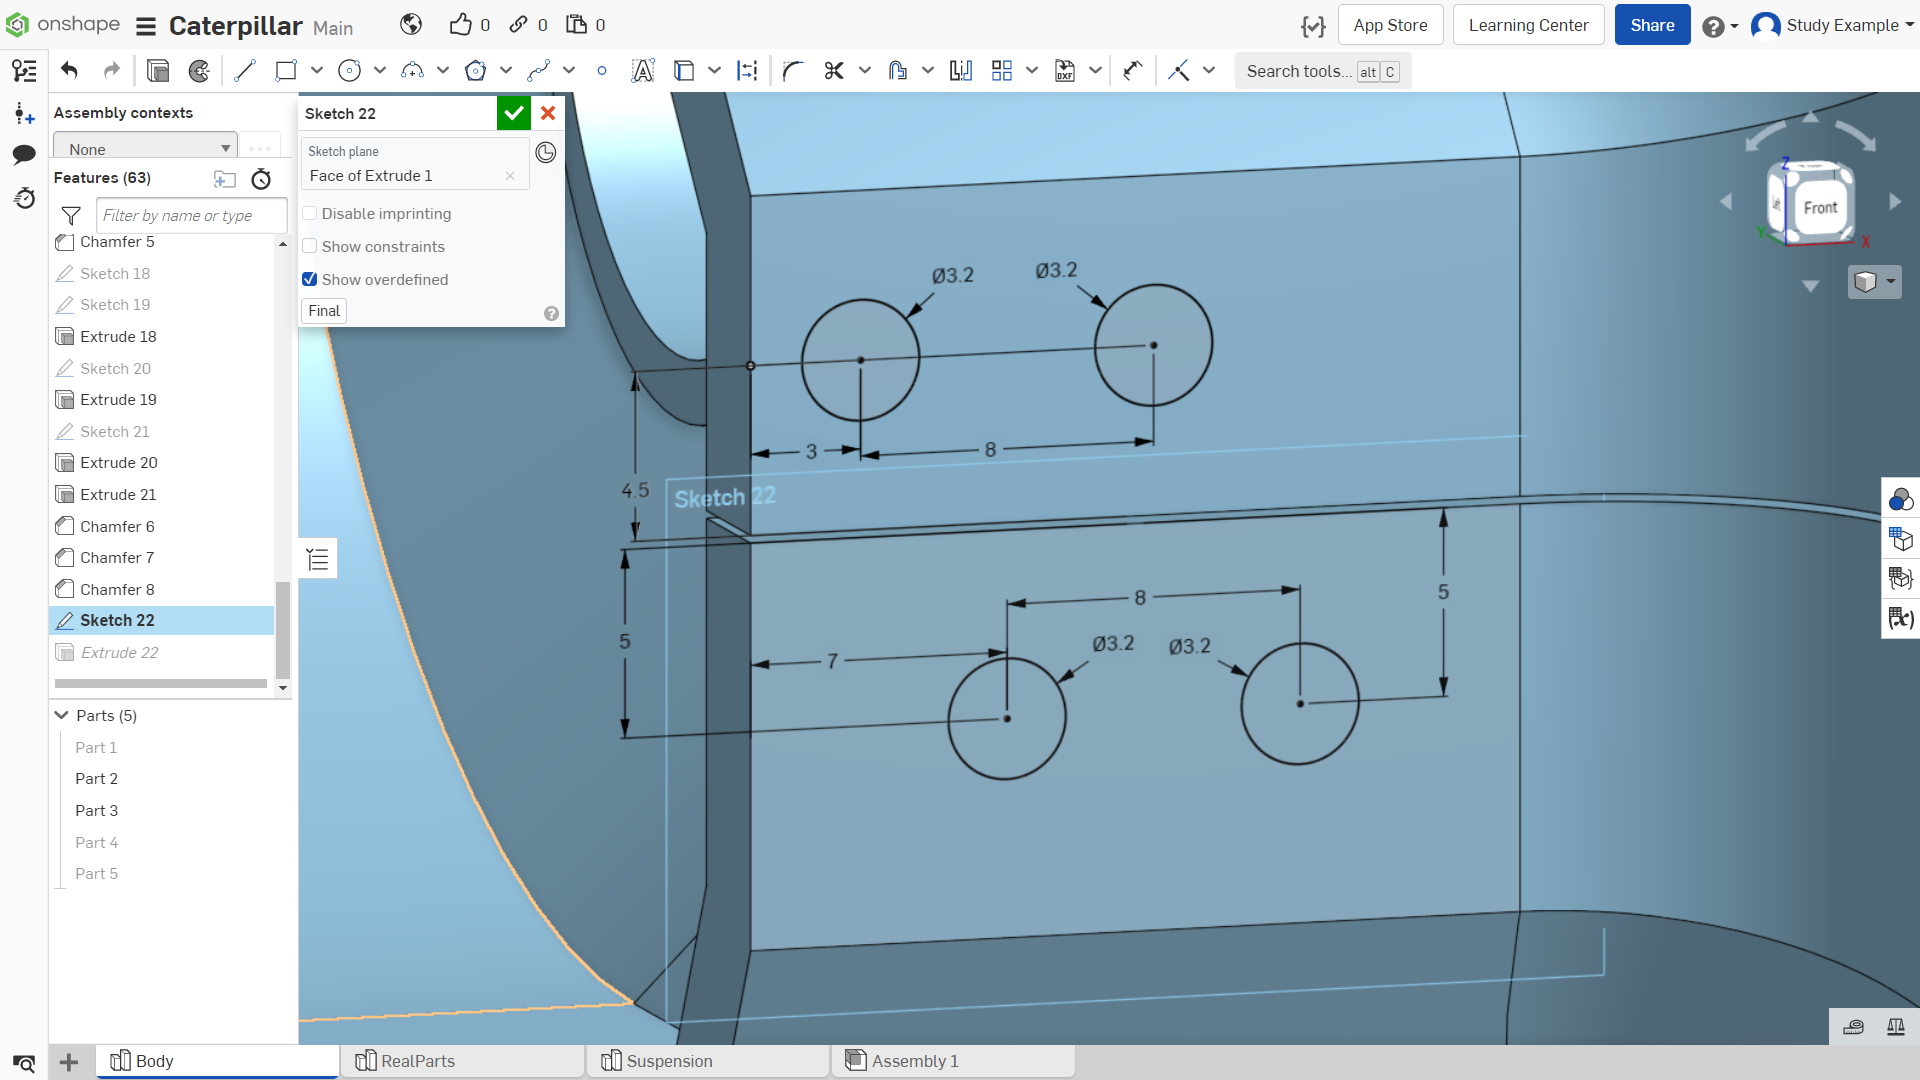 onshape
Caterpillar Main
0
0
0
App Store
Learning Center
Share
Study Example
Search tools... alt C
Assembly contexts
None
Features (63)
Filter by name or type
Chamfer 5
Sketch 18
Sketch 19
Extrude 18
Sketch 20
Extrude 19
Sketch 21
Extrude 20
Extrude 21
Chamfer 6
Chamfer 7
Chamfer 8
Sketch 22
Extrude 22
Parts (5)
Part 1
Part 2
Part 3
Part 4
Part 5
Sketch 22
Sketch plane
Face of Extrude 1
Disable imprinting
Show constraints
Show overdefined
Final
Ø3.2
Ø3.2
3
8
4.5
Sketch 22
8
5
5
7
Ø3.2
Ø3.2
Z
Front
Y
X
Body
RealParts
Suspension
Assembly 1